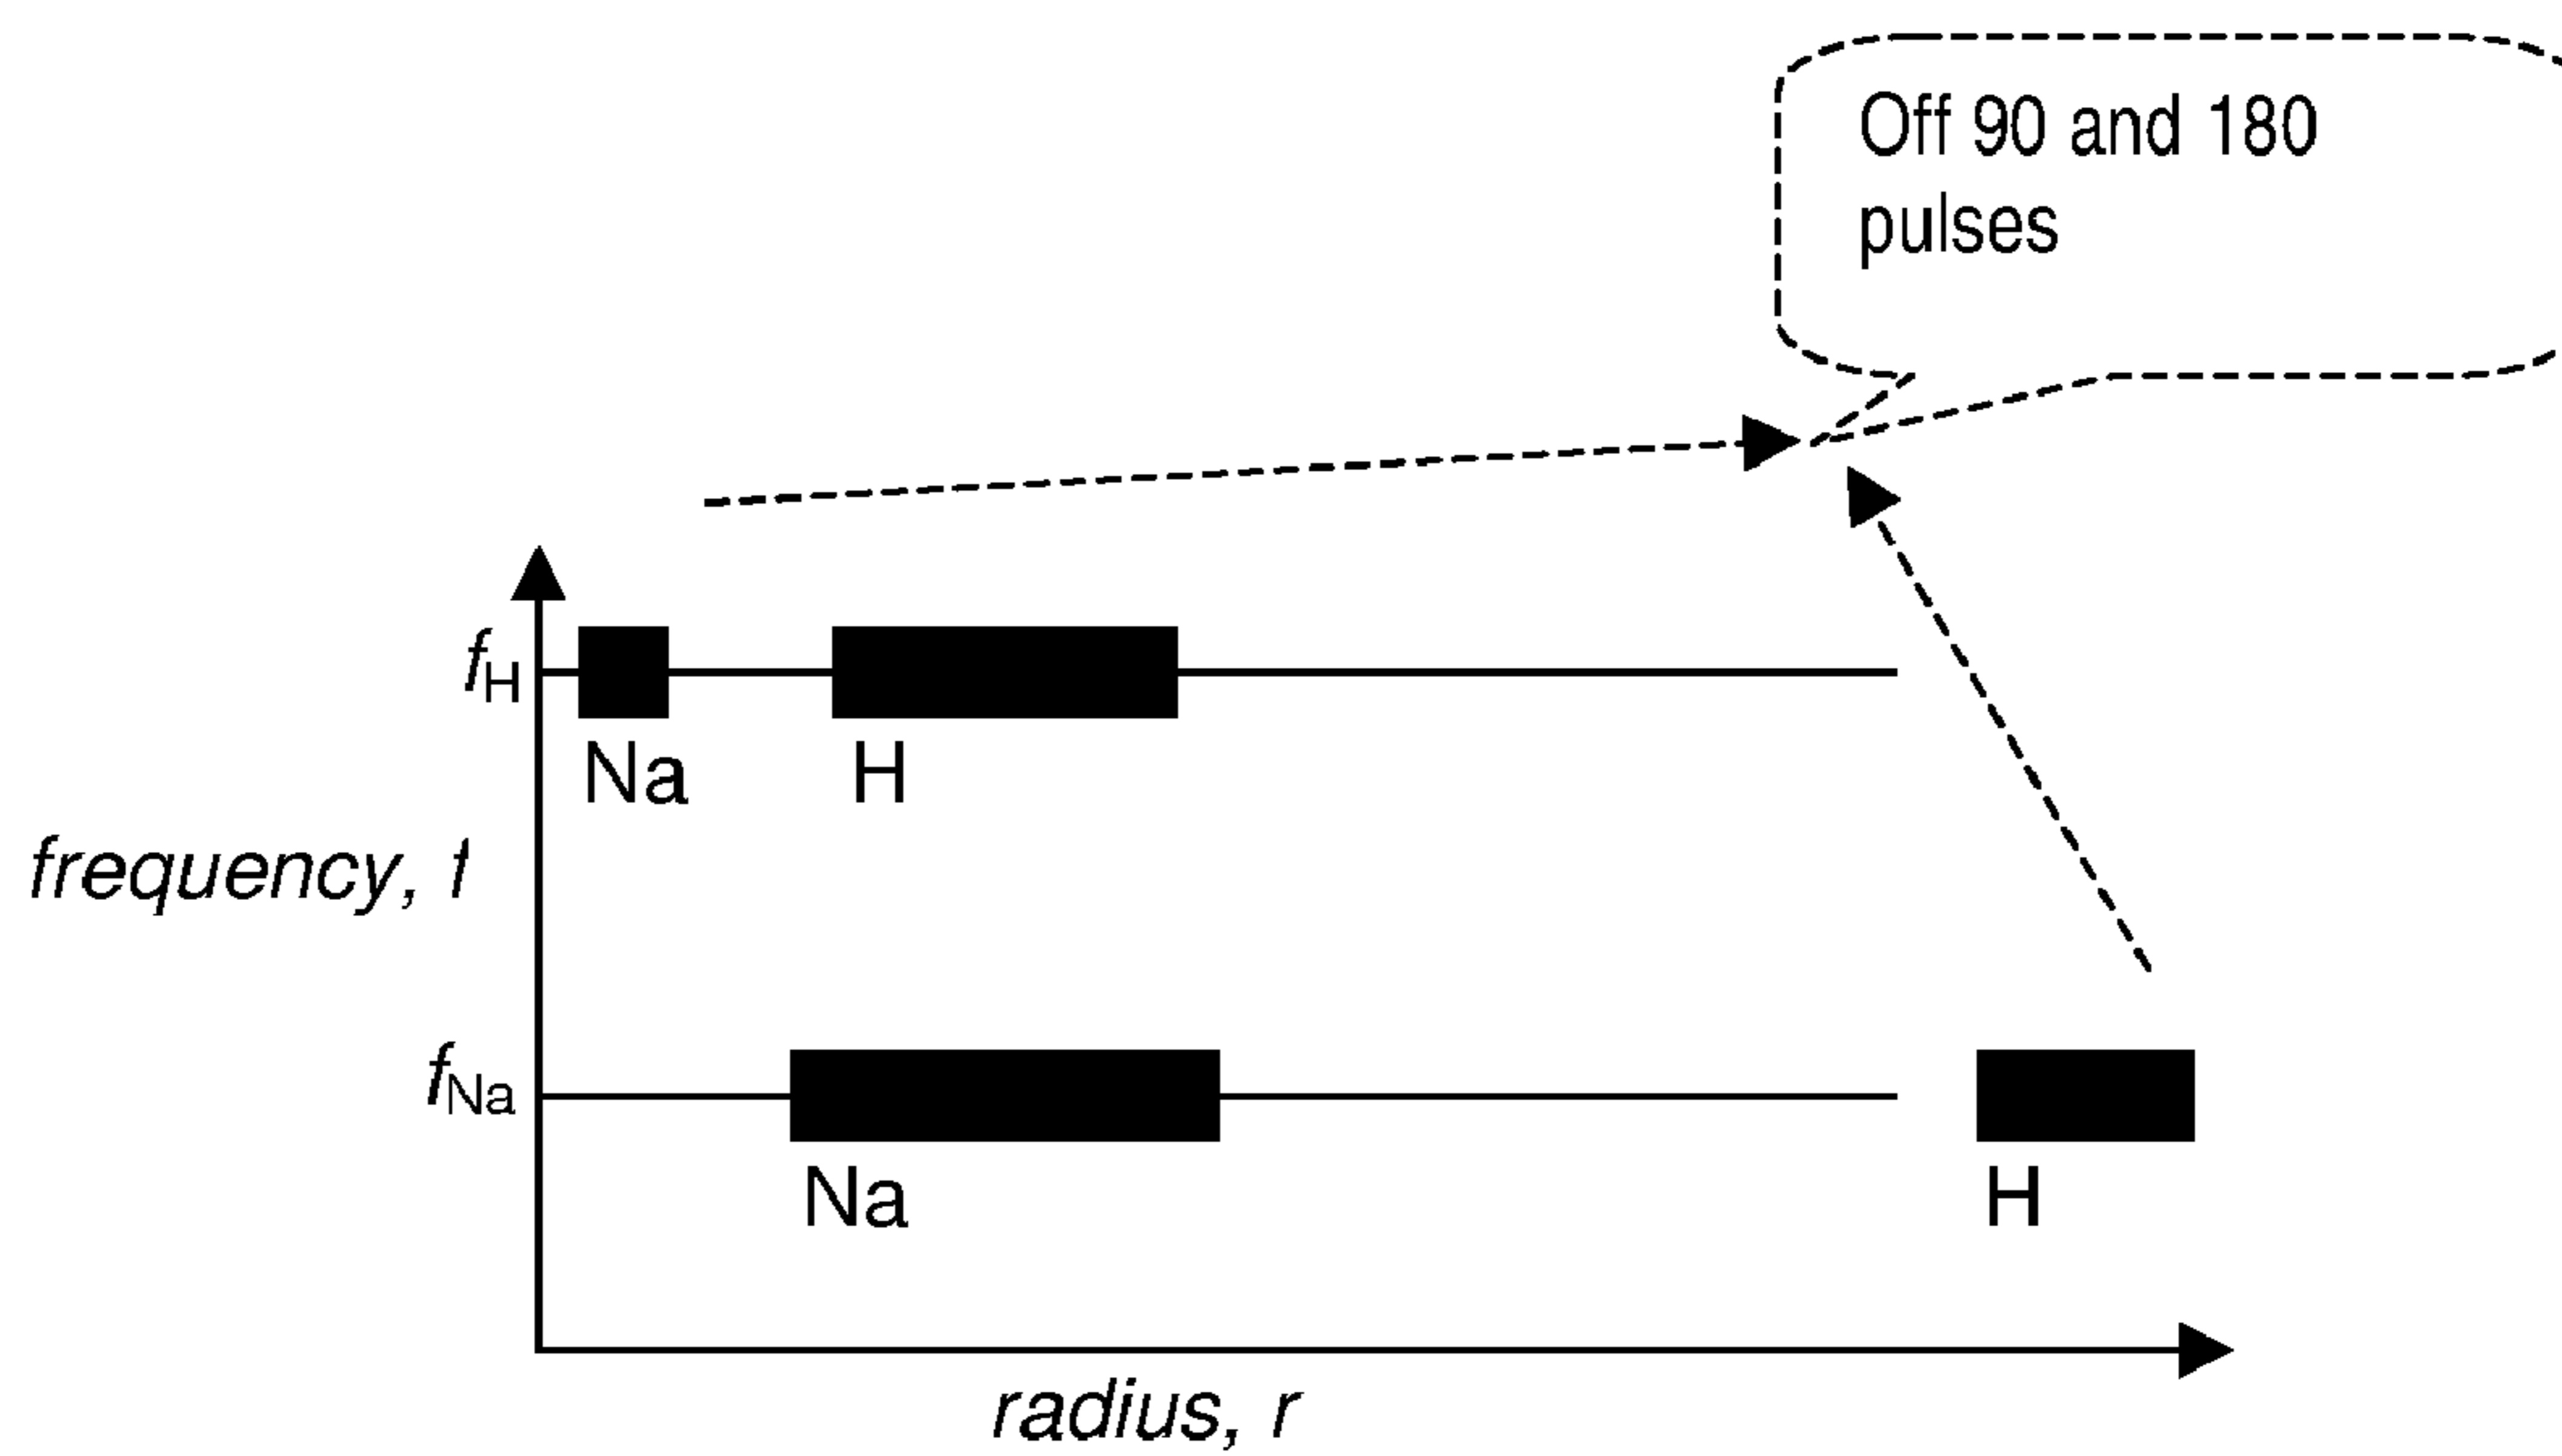 Off 90 and 180
pulses
fH
Na H
frequency, f
fNa
Na H
radius, r